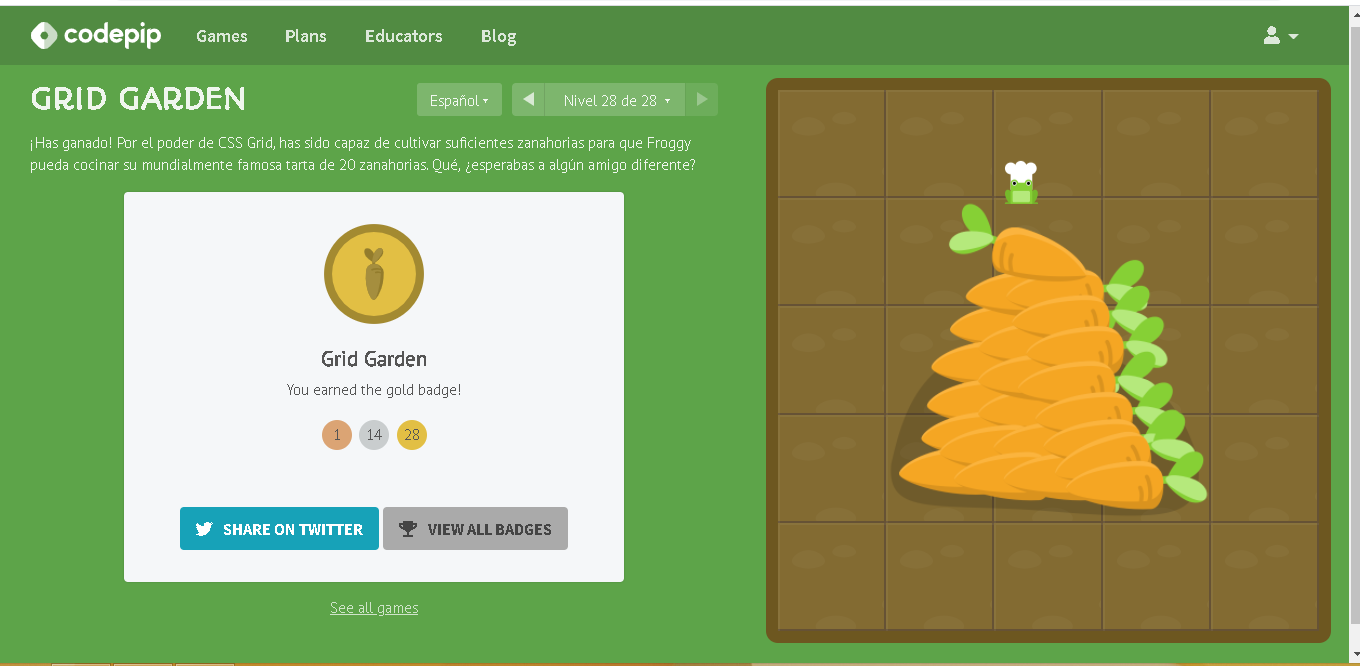 codepip Games Plans Educators Blog
GRID GARDEN
Español
Nivel 28 de 28
¡Has ganado! Por el poder de CSS Grid, has sido capaz de cultivar suficientes zanahorias para que Froggy
pueda cocinar su mundialmente famosa tarta de 20 zanahorias. Qué, ¿esperabas a algún amigo diferente?
Grid Garden
You earned the gold badge!
1 14 28
SHARE ON TWITTER
VIEW ALL BADGES
See all games